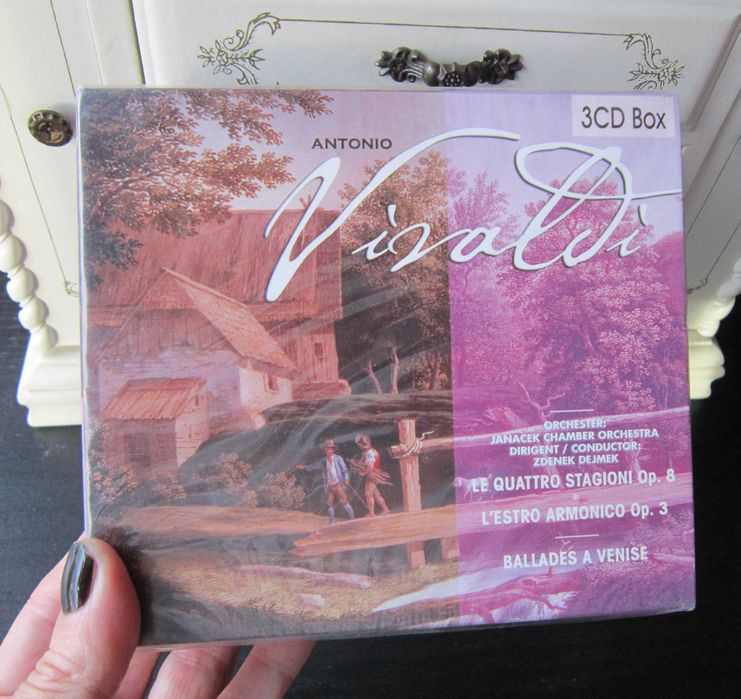 3CD Box
ANTONIO
Vivaldi
ORCHESTER:
JANACEK CHAMBER ORCHESTRA
DIRIGENT / CONDUCTOR:
ZDENEK DEJMEK
LE QUATTRO STAGIONI Op. 8
L'ESTRO ARMONICO Op. 3
BALLADES A VENISE